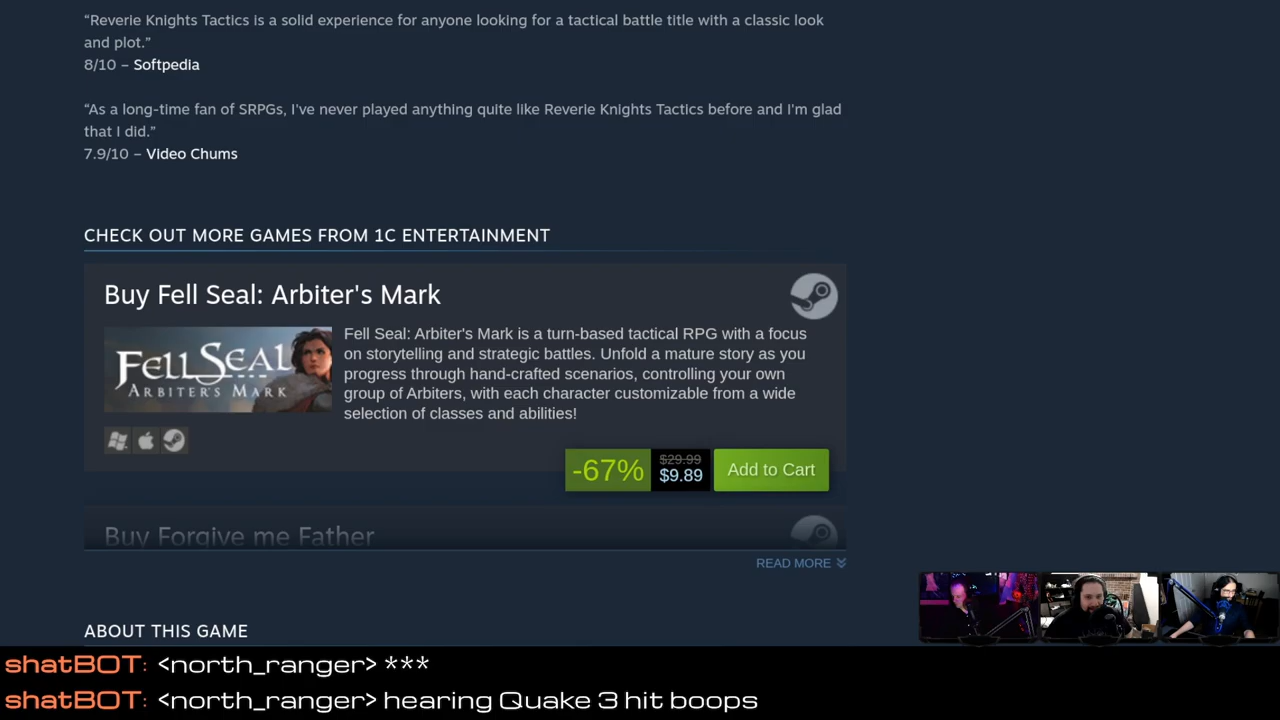 “Reverie Knights Tactics is a solid experience for anyone looking for a tactical battle title with a classic look
and plot.”
8/10 – Softpedia
“As a long-time fan of SRPGs, I've never played anything quite like Reverie Knights Tactics before and I'm glad
that I did.”
7.9/10 – Video Chums
CHECK OUT MORE GAMES FROM 1C ENTERTAINMENT
Buy Fell Seal: Arbiter's Mark
FELL SEAL
ARBITER'S MARK
Fell Seal: Arbiter's Mark is a turn-based tactical RPG with a focus
on storytelling and strategic battles. Unfold a mature story as you
progress through hand-crafted scenarios, controlling your own
group of Arbiters, with each character customizable from a wide
selection of classes and abilities!
-67%
$29.99
$9.89
Add to Cart
Buy Forgive me Father
READ MORE
ABOUT THIS GAME
shatBOT: <north_ranger> ***
shatBOT: <north_ranger> hearing Quake 3 hit boops